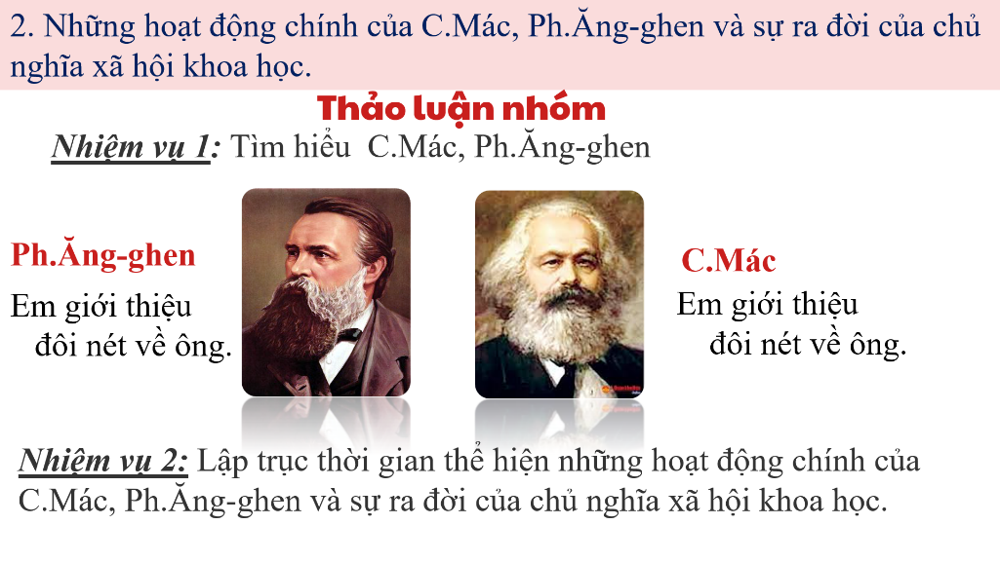 2. Những hoạt động chính của C.Mác, Ph.Ăng-ghen và sự ra đời của chủ
nghĩa xã hội khoa học.
Thảo luận nhóm
Nhiệm vụ 1: Tìm hiểu C.Mác, Ph.Ăng-ghen
Ph.Ăng-ghen
Em giới thiệu
đôi nét về ông.
C.Mác
Em giới thiệu
đôi nét về ông.
Nhiệm vụ 2: Lập trục thời gian thể hiện những hoạt động chính của
C.Mác, Ph.Ăng-ghen và sự ra đời của chủ nghĩa xã hội khoa học.